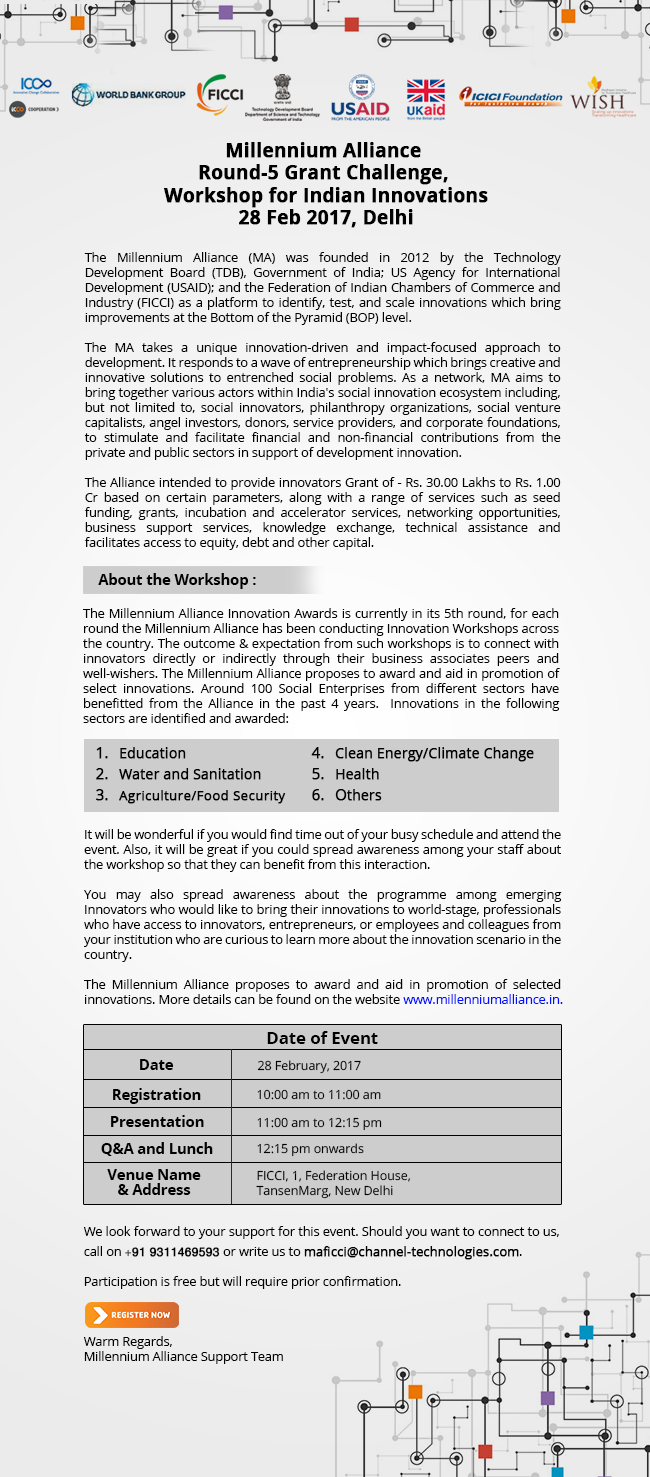 ICCo
Innovative Change Collaborative
COOPERATION 3
WORLD BANK GROUP
FICCI
Technology Development Board
Department of Science and Technology
Government of India
USAID
FROM THE AMERICAN PEOPLE
UKaid
from the British people
ICICI Foundation
For Inclusive Growth
WISH
Millennium Alliance
Round-5 Grant Challenge,
Workshop for Indian Innovations
28 Feb 2017, Delhi
The Millennium Alliance (MA) was founded in 2012 by the Technology
Development Board (TDB), Government of India; US Agency for International
Development (USAID); and the Federation of Indian Chambers of Commerce and
Industry (FICCI) as a platform to identify, test, and scale innovations which bring
improvements at the Bottom of the Pyramid (BOP) level.
The MA takes a unique innovation-driven and impact-focused approach to
development. It responds to a wave of entrepreneurship which brings creative and
innovative solutions to entrenched social problems. As a network, MA aims to
bring together various actors within India's social innovation ecosystem including,
but not limited to, social innovators, philanthropy organizations, social venture
capitalists, angel investors, donors, service providers, and corporate foundations,
to stimulate and facilitate financial and non-financial contributions from the
private and public sectors in support of development innovation.
The Alliance intended to provide innovators Grant of - Rs. 30.00 Lakhs to Rs. 1.00
Cr based on certain parameters, along with a range of services such as seed
funding, grants, incubation and accelerator services, networking opportunities,
business support services, knowledge exchange, technical assistance and
facilitates access to equity, debt and other capital.
About the Workshop :
The Millennium Alliance Innovation Awards is currently in its 5th round, for each
round the Millennium Alliance has been conducting Innovation Workshops across
the country. The outcome & expectation from such workshops is to connect with
innovators directly or indirectly through their business associates peers and
well-wishers. The Millennium Alliance proposes to award and aid in promotion of
select innovations. Around 100 Social Enterprises from different sectors have
benefitted from the Alliance in the past 4 years. Innovations in the following
sectors are identified and awarded:
1. Education
2. Water and Sanitation
3. Agriculture/Food Security
4. Clean Energy/Climate Change
5. Health
6. Others
It will be wonderful if you would find time out of your busy schedule and attend the
event. Also, it will be great if you could spread awareness among your staff about
the workshop so that they can benefit from this interaction.
You may also spread awareness about the programme among emerging
Innovators who would like to bring their innovations to world-stage, professionals
who have access to innovators, entrepreneurs, or employees and colleagues from
your institution who are curious to learn more about the innovation scenario in the
country.
The Millennium Alliance proposes to award and aid in promotion of selected
innovations. More details can be found on the website www.millenniumalliance.in.
Date of Event
Date 28 February, 2017
Registration 10:00 am to 11:00 am
Presentation 11:00 am to 12:15 pm
Q&A and Lunch 12:15 pm onwards
Venue Name
& Address
FICCI, 1, Federation House,
TansenMarg, New Delhi
We look forward to your support for this event. Should you want to connect to us,
call on +91 9311469593 or write us to maficci@channel-technologies.com.
Participation is free but will require prior confirmation.
REGISTER NOW
Warm Regards,
Millennium Alliance Support Team